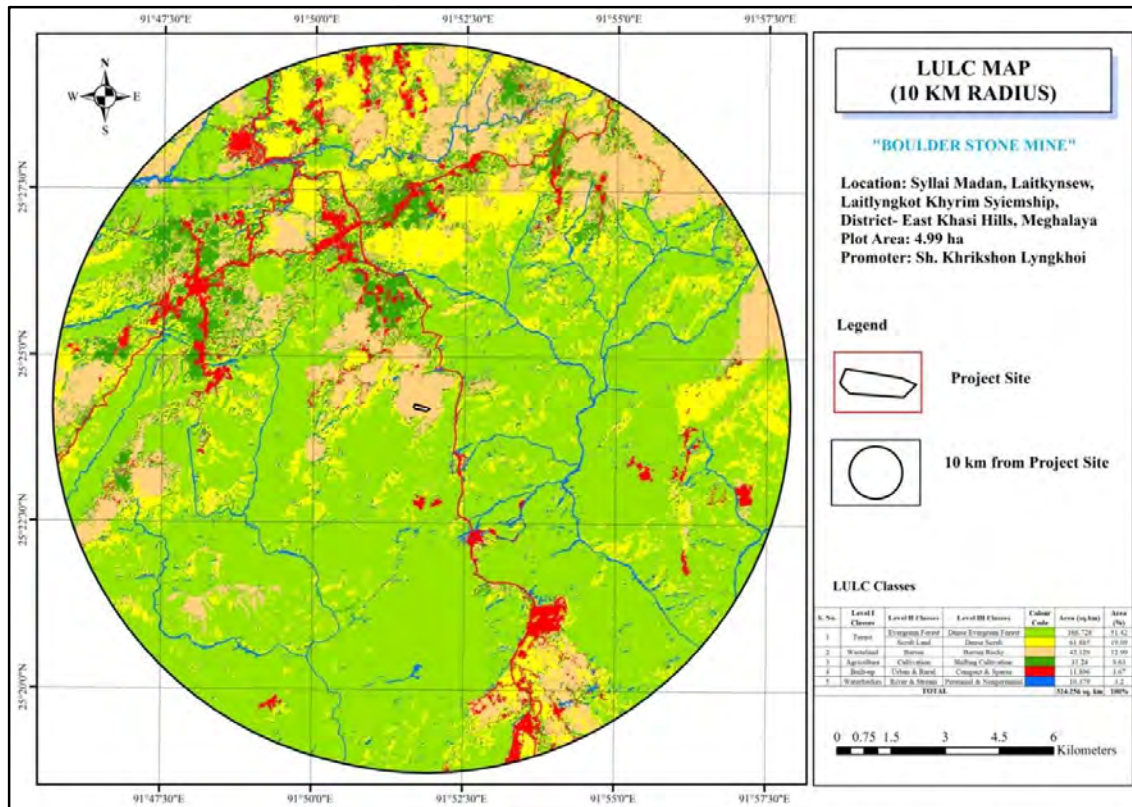 91°47'30"E 91°50'0"E 91°52'30"E 91°55'0"E 91°57'30"E
N
W E
S
25°27'30"N
25°25'0"N
25°22'30"N
25°20'0"N
91°47'30"E 91°50'0"E 91°52'30"E 91°55'0"E 91°57'30"E
LULC MAP
(10 KM RADIUS)
"BOULDER STONE MINE"
Location: Syllai Madan, Laitkynsew,
Laitlyngkot Khyrim Syiemship,
District- East Khasi Hills, Meghalaya
Plot Area: 4.99 ha
Promoter: Sh. Khrikshon Lyngkhoi
Legend
Project Site
10 km from Project Site
LULC Classes
S. No. Level I Classes Level II Classes Level III Classes Colour Code Area (sq.km) Area (%)
1 Forest Evergreen Forest Dense Evergreen Forest 51.42
Scrub Land Dense Scrub
2 Wasteland Barren Barren Rocky
3 Agriculture Cultivation Shifting Cultivation
4 Built-up Urban & Rural Compact & Sparse
5 Waterbodies River & Stream
TOTAL 324.256 sq. km 100%
0 0.75 1.5 3 4.5 6
Kilometers